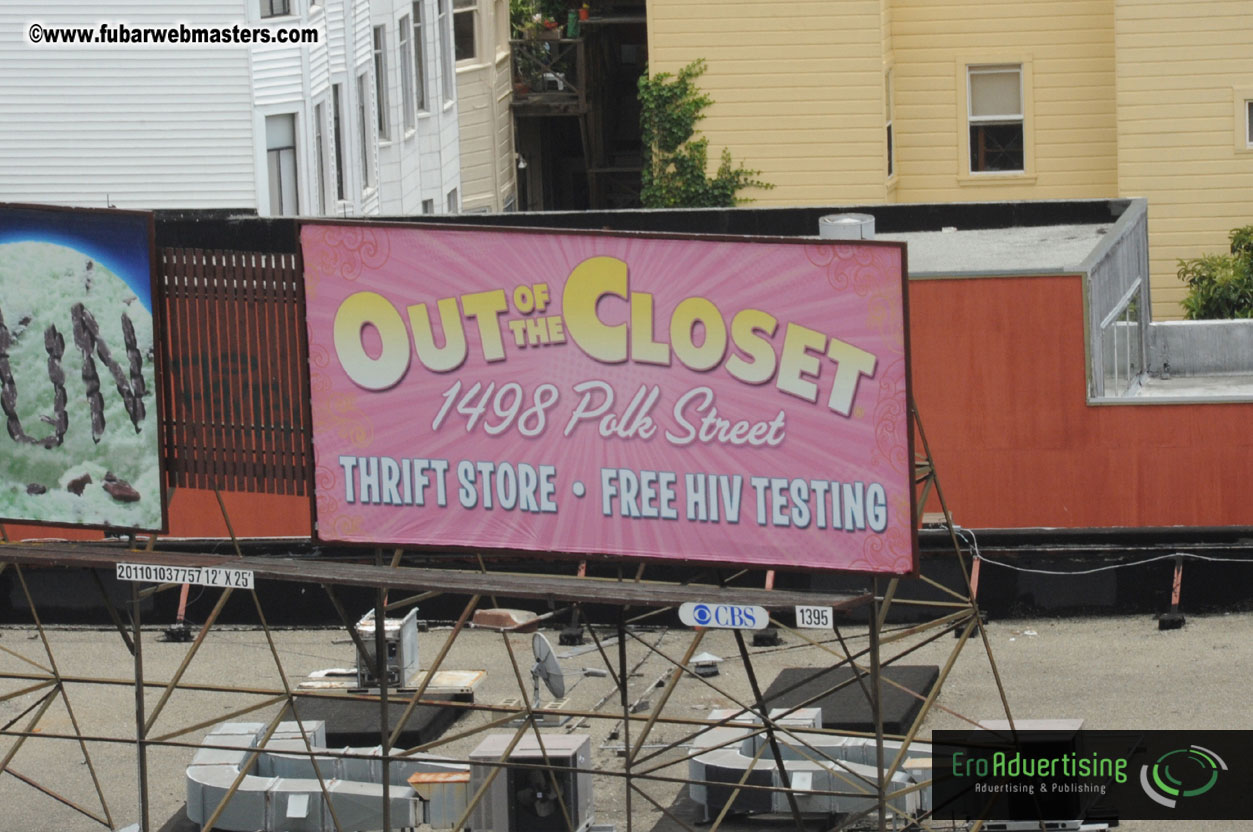 ©www.fubarwebmasters.com
OUT OF THE CLOSET
1498 Polk Street
THRIFT STORE · FREE HIV TESTING
201101037757 12' X 25'
CBS
1395
EroAdvertising
Advertising & Publishing